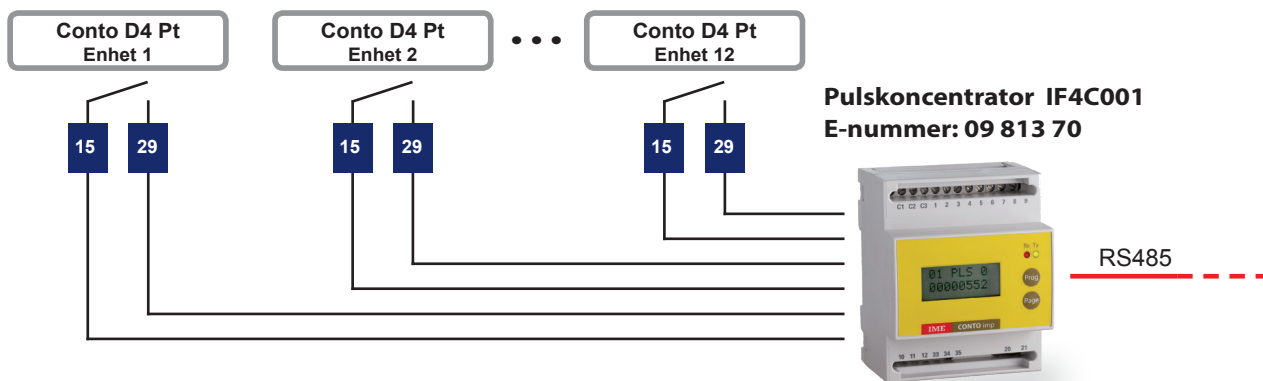 Conto D4 Pt
Enhet 1
Conto D4 Pt
Enhet 2
• • •
Conto D4 Pt
Enhet 12
15
29
15
29
15
29
Pulskoncentrator IF4C001
E-nummer: 09 813 70
C1 C2 C3 1 2 3 4 5 6 7 8 9
Rx Tx
01 PLS 0
00000552
Prog
Page
IME CONTO imp
10 11 12 33 34 35 20 21
RS485